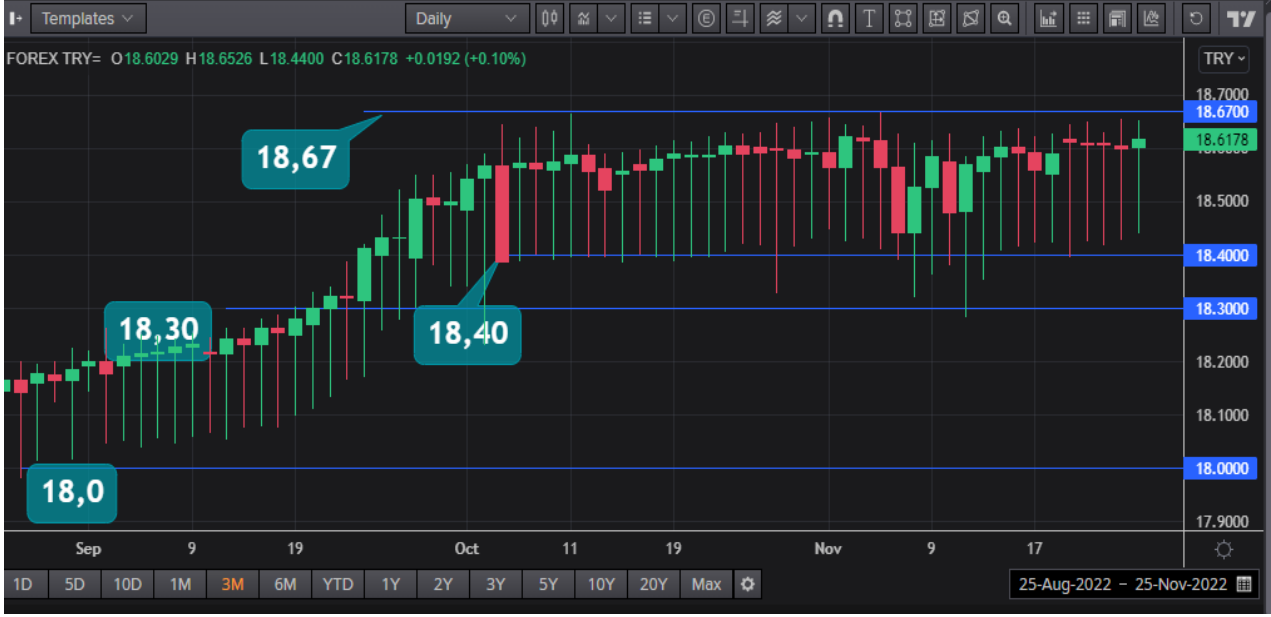 Templates
Daily
FOREX TRY= O18.6029 H18.6526 L18.4400 C18.6178 +0.0192 (+0.10%)
TRY
18.7000
18.6700
18,67
18.6178
18.5000
18.4000
18.3000
18,30
18,40
18.2000
18.1000
18.0000
18,0
17.9000
Sep 9 19 Oct 11 19 Nov 9 17
1D 5D 10D 1M 3M 6M YTD 1Y 2Y 3Y 5Y 10Y 20Y Max
25-Aug-2022 - 25-Nov-2022